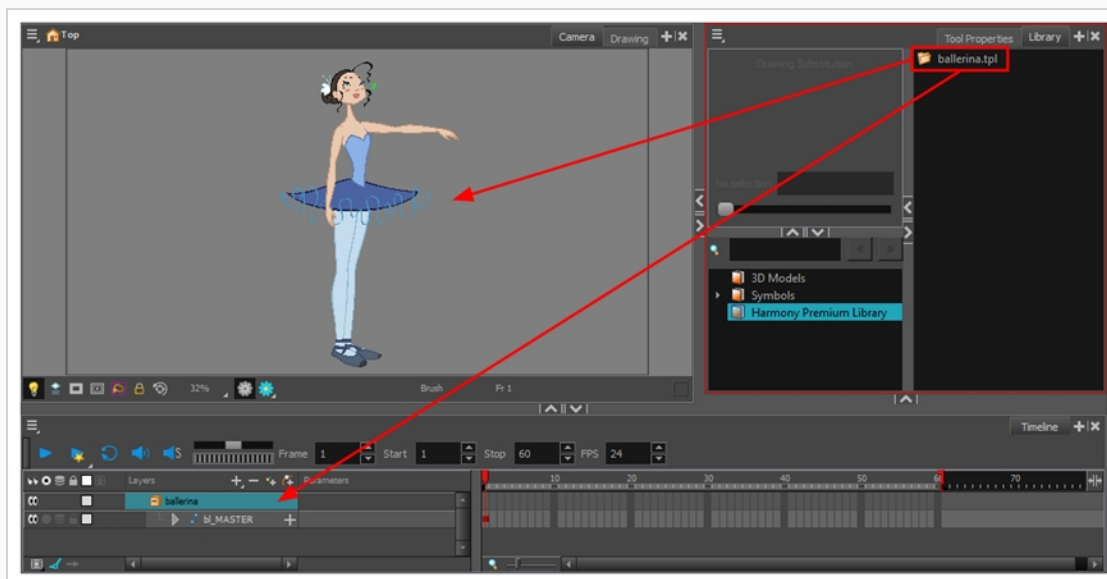 Top
Camera
Drawing
Tool Properties
Library
Drawing Substitution
ballerina.tpl
No selection
3D Models
Symbols
Harmony Premium Library
32%
Brush
Fr 1
Timeline
Frame 1 Start 1 Stop 60 FPS 24
Layers
Parameters
10 20 30 40 50 60 70
ballerina
bl_MASTER